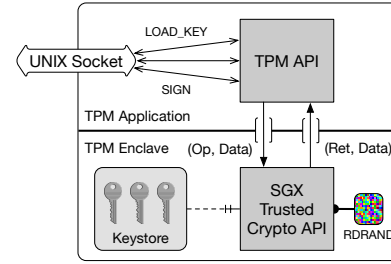 LOAD_KEY
UNIX Socket
TPM API
SIGN
TPM Application
TPM Enclave
(Op, Data)
(Ret, Data)
SGX
Trusted
Crypto API
Keystore
RDRAND